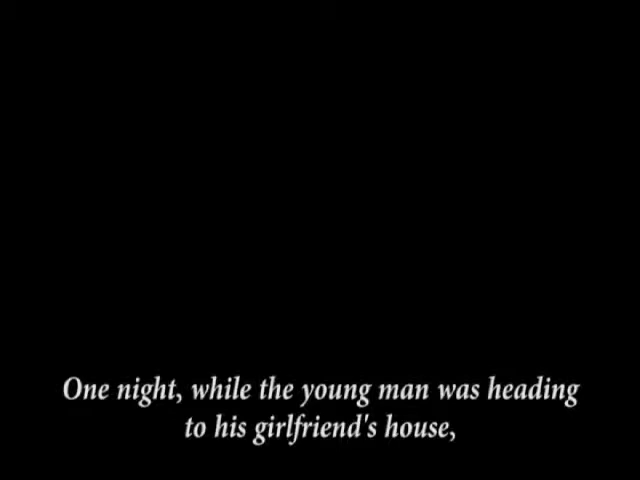 One night, while the young man was heading
to his girlfriend's house,